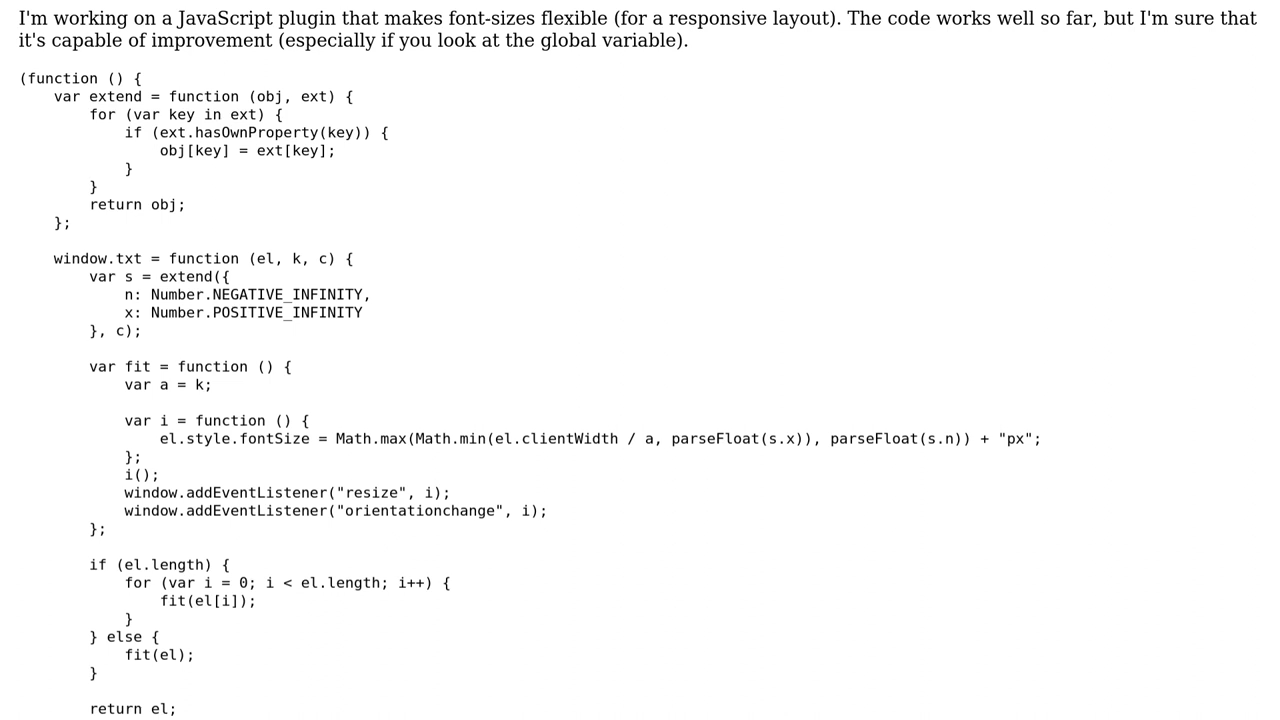 I'm working on a JavaScript plugin that makes font-sizes flexible (for a responsive layout). The code works well so far, but I'm sure that
it's capable of improvement (especially if you look at the global variable).
(function () {
    var extend = function (obj, ext) {
        for (var key in ext) {
            if (ext.hasOwnProperty(key)) {
                obj[key] = ext[key];
            }
        }
        return obj;
    };
    window.txt = function (el, k, c) {
        var s = extend({
            n: Number.NEGATIVE_INFINITY,
            x: Number.POSITIVE_INFINITY
        }, c);
        var fit = function () {
            var a = k;
            var i = function () {
                el.style.fontSize = Math.max(Math.min(el.clientWidth / a, parseFloat(s.x)), parseFloat(s.n)) + "px";
            };
            i();
            window.addEventListener("resize", i);
            window.addEventListener("orientationchange", i);
        };
        if (el.length) {
            for (var i = 0; i < el.length; i++) {
                fit(el[i]);
            }
        } else {
            fit(el);
        }
        return el;